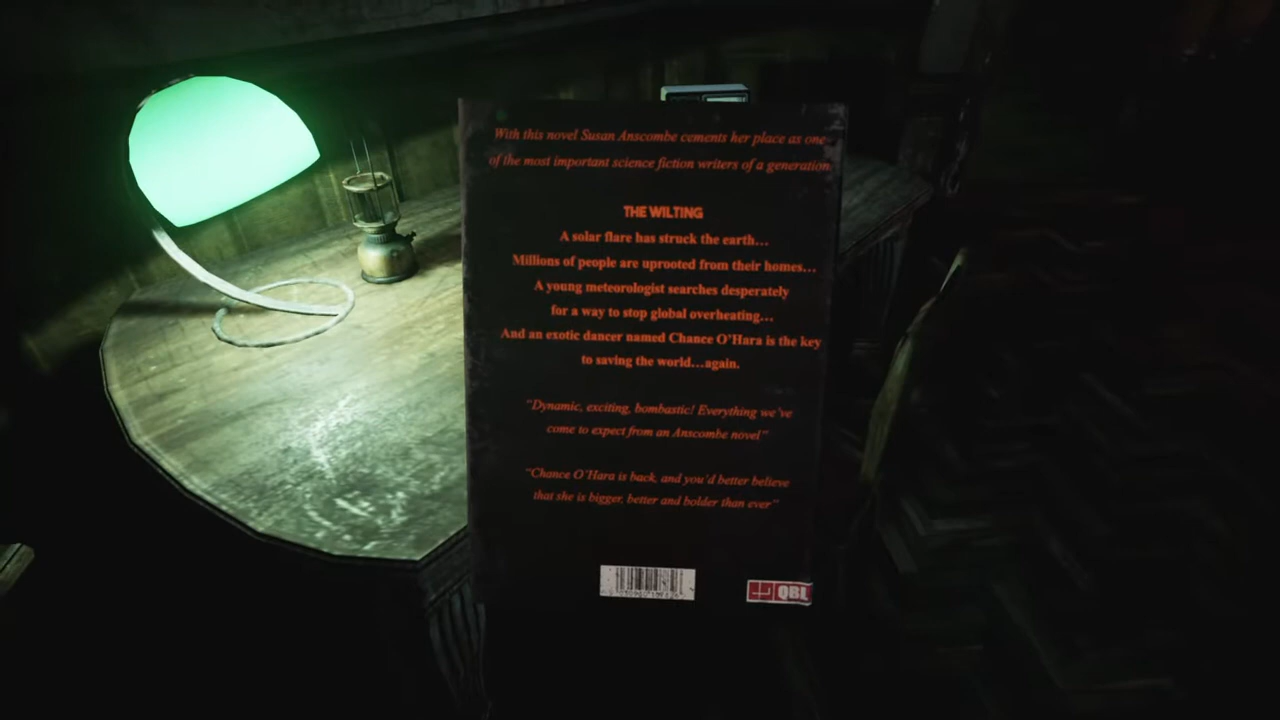 With this novel Susan Anscombe cements her place as one
of the most important science fiction writers of a generation.
THE WILTING
A solar flare has struck the earth...
Millions of people are uprooted from their homes...
A young meteorologist searches desperately
for a way to stop global overheating...
And an exotic dancer named Chance O'Hara is the key
to saving the world...again.
"Dynamic, exciting, bombastic! Everything we've
come to expect from an Anscombe novel"
"Chance O'Hara is back, and you'd better believe
that she is bigger, better and bolder than ever"
QBL